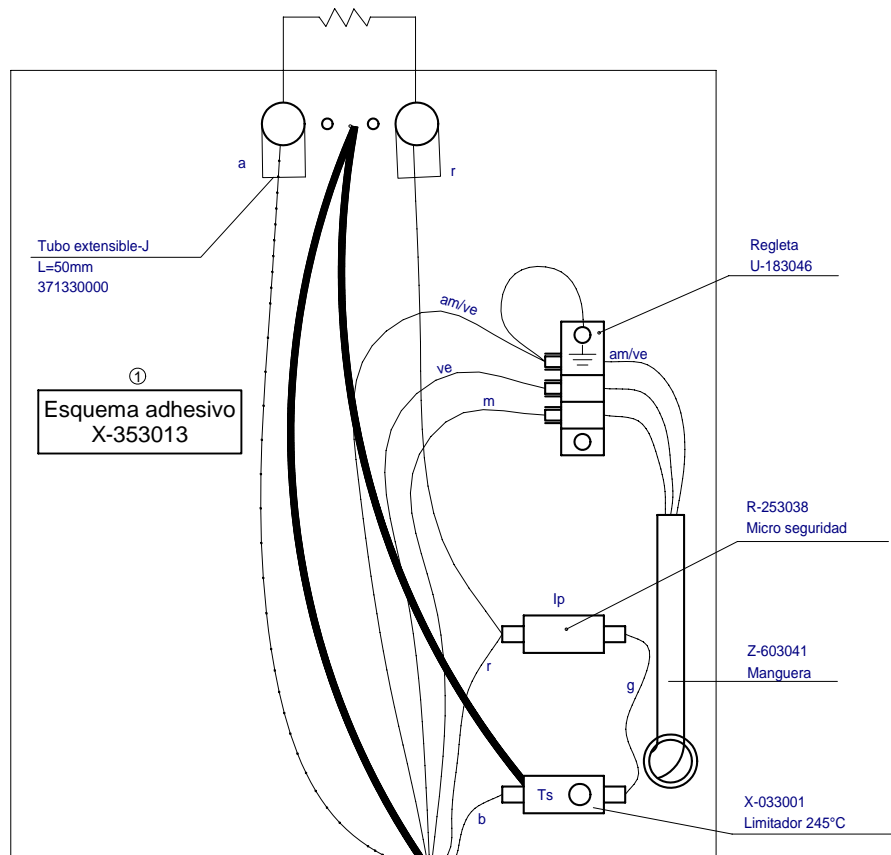 a
r
Tubo extensible-J
L=50mm
371330000
Regleta
U-183046
am/ve
am/ve
ve
m
1
Esquema adhesivo
X-353013
R-253038
Micro seguridad
Ip
r
g
Z-603041
Manguera
Ts
b
X-033001
Limitador 245°C